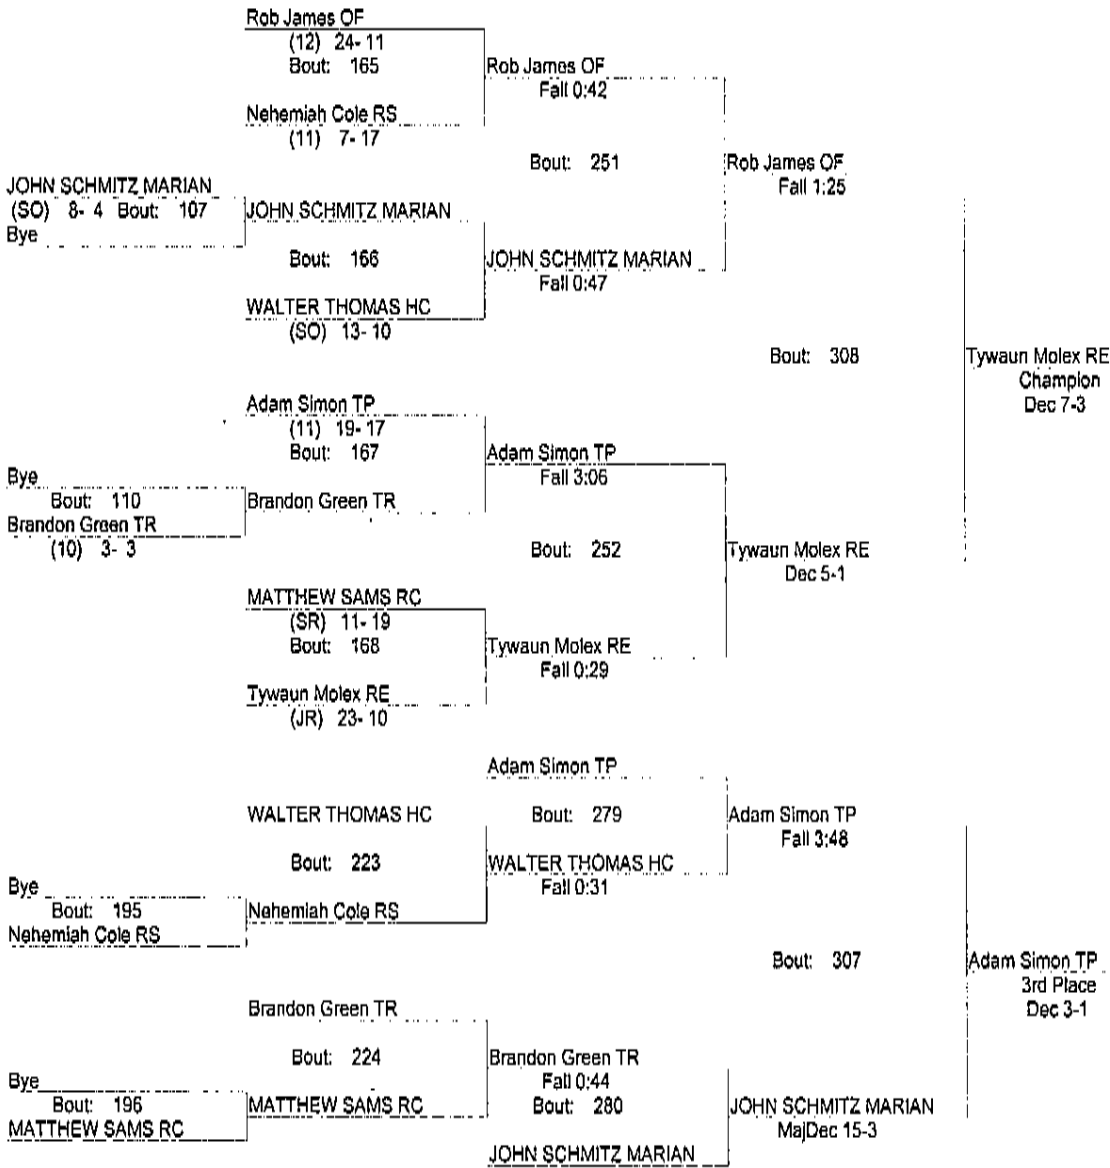 Rob James OF
(12) 24- 11
Bout: 165
Rob James OF
Fall 0:42
Nehemiah Cole RS
(11) 7- 17
Bout: 251
Rob James OF
Fall 1:25
JOHN SCHMITZ MARIAN
(SO) 8- 4 Bout: 107
JOHN SCHMITZ MARIAN
Bye
Bout: 166
JOHN SCHMITZ MARIAN
Fall 0:47
WALTER THOMAS HC
(SO) 13- 10
Bout: 308
Tywaun Molex RE
Champion
Dec 7-3
Adam Simon TP
(11) 19- 17
Bout: 167
Adam Simon TP
Fall 3:06
Bye
Bout: 110
Brandon Green TR
Brandon Green TR
(10) 3- 3
Bout: 252
Tywaun Molex RE
Dec 5-1
MATTHEW SAMS RC
(SR) 11- 19
Bout: 168
Tywaun Molex RE
Fall 0:29
Tywaun Molex RE
(JR) 23- 10
Adam Simon TP
WALTER THOMAS HC
Bout: 279
Adam Simon TP
Fall 3:48
Bout: 223
WALTER THOMAS HC
Fall 0:31
Bye
Bout: 195
Nehemiah Cole RS
Nehemiah Cole RS
Bout: 307
Adam Simon TP
3rd Place
Dec 3-1
Brandon Green TR
Bout: 224
Brandon Green TR
Fall 0:44
Bye
Bout: 196
MATTHEW SAMS RC
Bout: 280
JOHN SCHMITZ MARIAN
MajDec 15-3
MATTHEW SAMS RC
JOHN SCHMITZ MARIAN